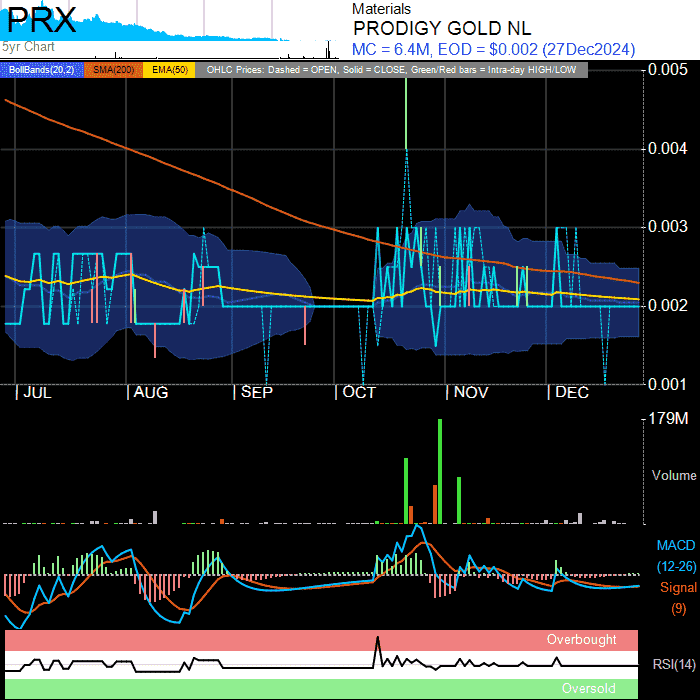 PRX
5yr Chart
Materials
PRODIGY GOLD NL
MC = 6.4M, EOD = $0.002 (27Dec2024)
BollBands(20,2) SMA(200) EMA(50) OHLC Prices: Dashed = OPEN, Solid = CLOSE, Green/Red bars = Intra-day HIGH/LOW
0.005
0.004
0.003
0.002
0.001
JUL AUG SEP OCT NOV DEC
179M
Volume
MACD
(12-26)
Signal
(9)
Overbought
RSI(14)
Oversold